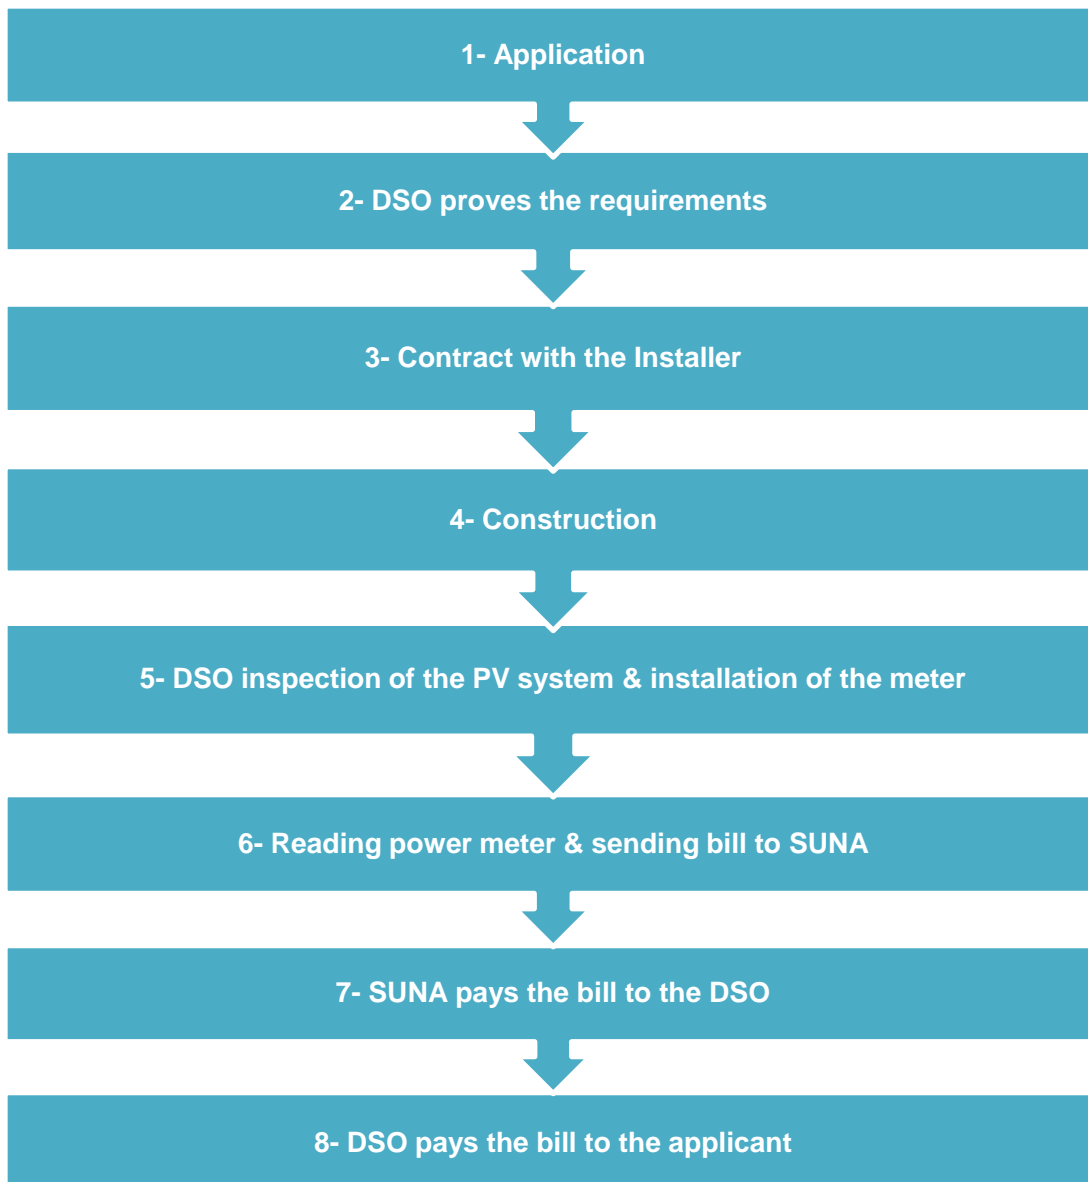 1- Application
2- DSO proves the requirements
3- Contract with the Installer
4- Construction
5- DSO inspection of the PV system & installation of the meter
6- Reading power meter & sending bill to SUNA
7- SUNA pays the bill to the DSO
8- DSO pays the bill to the applicant